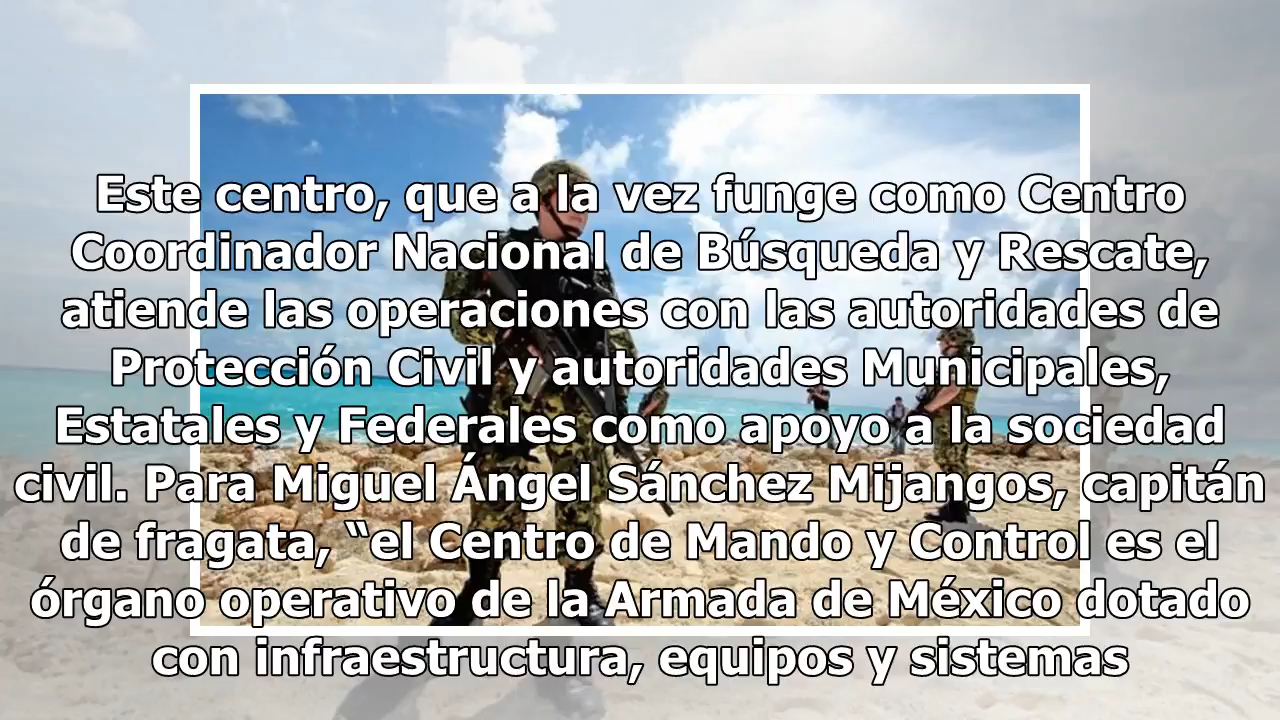 Este centro, que a la vez funge como Centro
Coordinador Nacional de Búsqueda y Rescate,
atiende las operaciones con las autoridades de
Protección Civil y autoridades Municipales,
Estatales y Federales como apoyo a la sociedad
civil. Para Miguel Ángel Sánchez Mijangos, capitán
de fragata, “el Centro de Mando y Control es el
órgano operativo de la Armada de México dotado
con infraestructura, equipos y sistemas